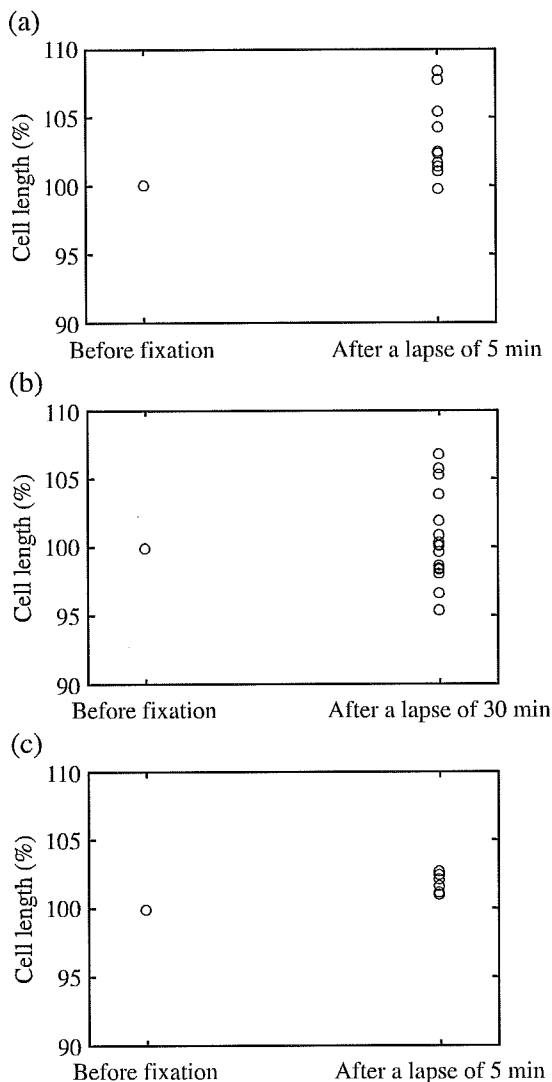 (a)
110
105
100
95
90
Cell length (%)
Before fixation After a lapse of 5 min
(b)
110
105
100
95
90
Cell length (%)
Before fixation After a lapse of 30 min
(c)
110
105
100
95
90
Cell length (%)
Before fixation After a lapse of 5 min